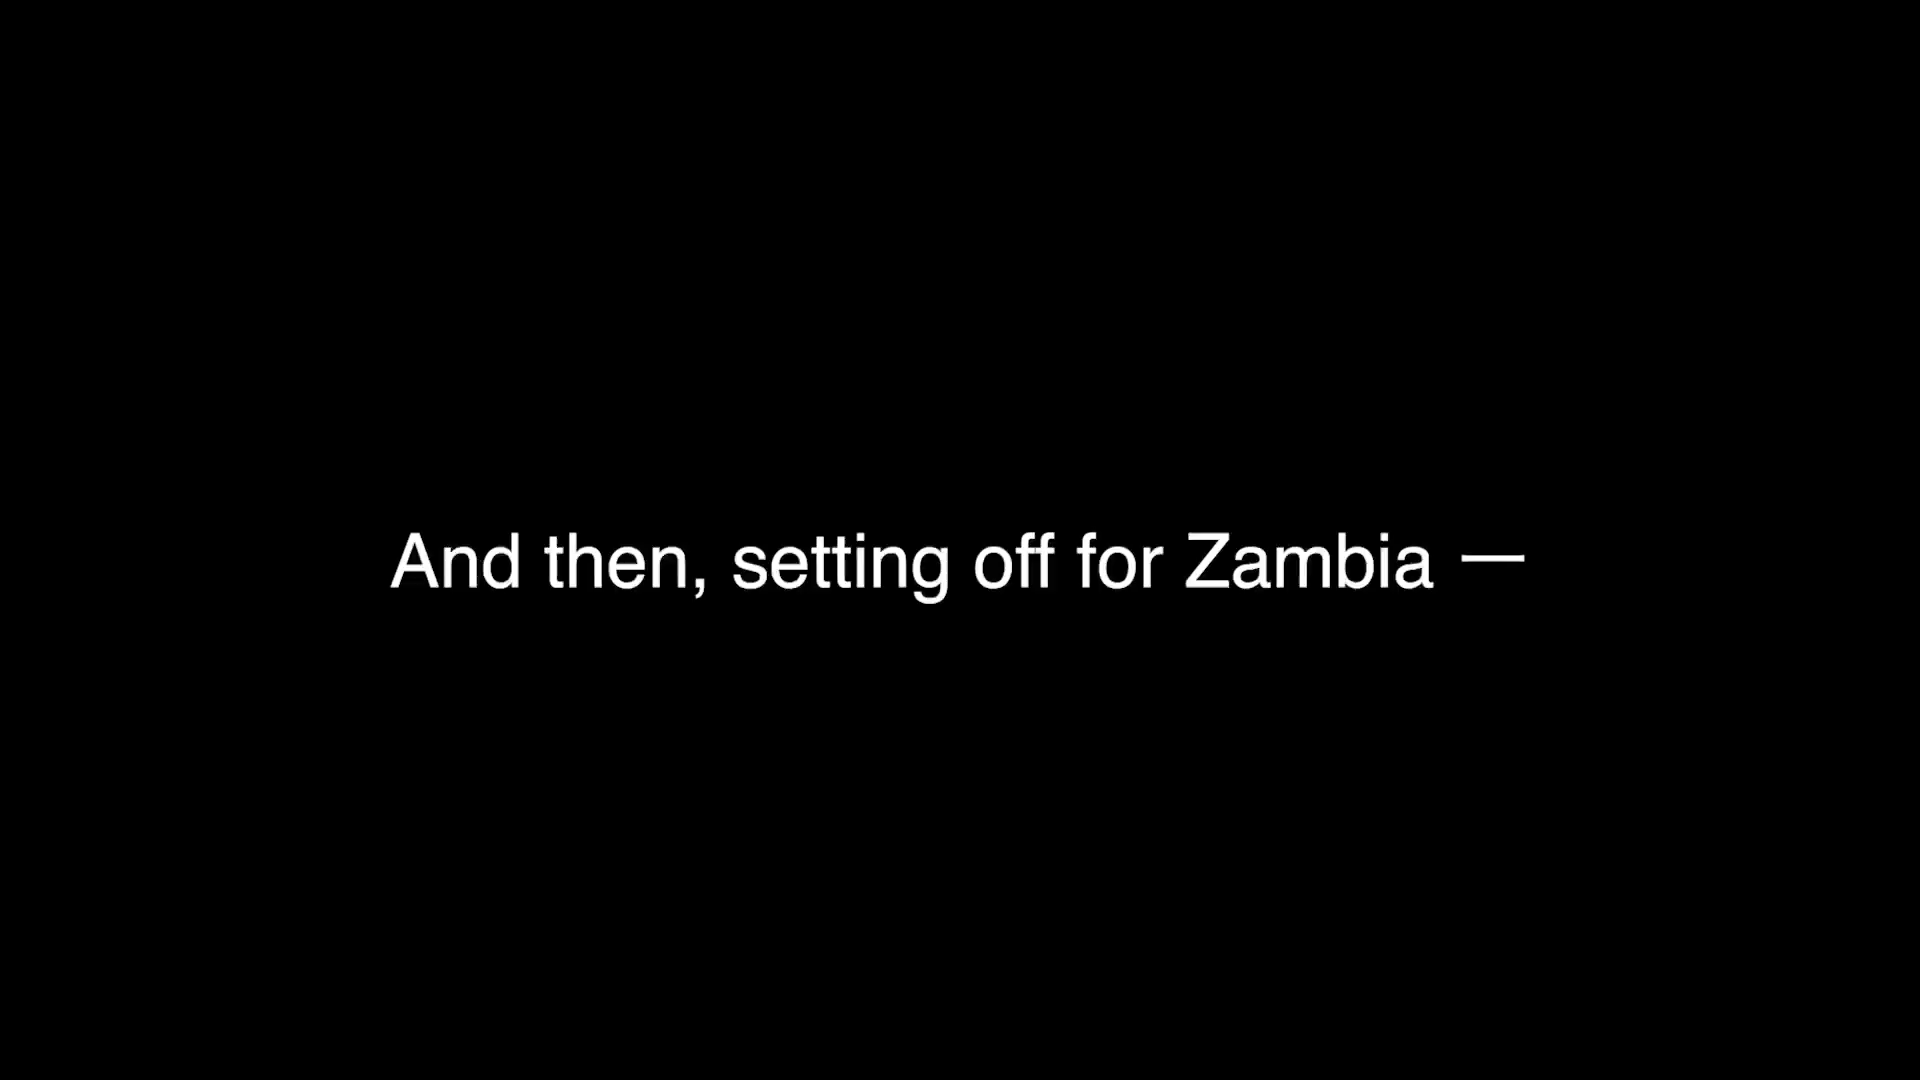 And then, setting off for Zambia —